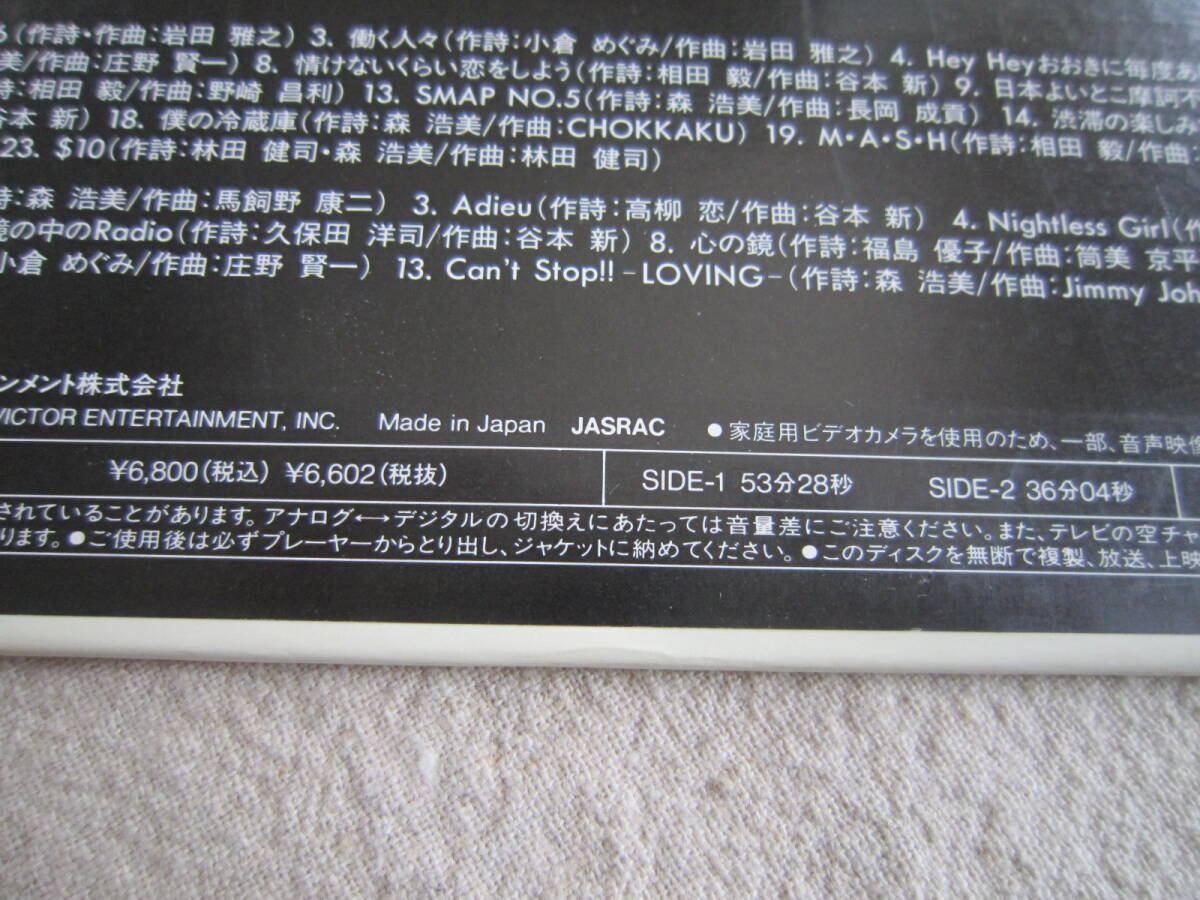 6(作詩・作曲:岩田 雅之) 3. 働く人々(作詩:小倉 めぐみ/作曲:岩田 雅之) 4. Hey Heyおおきに毎度あ
美/作曲:庄野 賢一) 8. 情けないくらい恋をしよう(作詩:相田 毅/作曲:谷本 新) 9. 日本よいとこ摩訶不
詩:相田 毅/作曲:野崎 昌利) 13. SMAP NO.5(作詩:森 浩美/作曲:長岡 成貢) 14. 渋滞の楽しみ
谷本 新) 18. 僕の冷蔵庫(作詩:森 浩美/作曲:CHOKKAKU) 19. M・A・S・H(作詩:相田 毅/作曲:
23. $10(作詩:林田 健司・森 浩美/作曲:林田 健司)
詩:森 浩美/作曲:馬飼野 康二) 3. Adieu(作詩:高柳 恋/作曲:谷本 新) 4. Nightless Girl(作
鏡の中のRadio(作詩:久保田 洋司/作曲:谷本 新) 8. 心の鏡(作詩:福島 優子/作曲:筒美 京平
小倉 めぐみ/作曲:庄野 賢一) 13. Can't Stop!! -LOVING-(作詩:森 浩美/作曲:Jimmy Joh
ンメント株式会社
VICTOR ENTERTAINMENT, INC. Made in Japan JASRAC ●家庭用ビデオカメラを使用のため、一部、音声映像
¥6,800(税込) ¥6,602(税抜) SIDE-1 53分28秒 SIDE-2 36分04秒
されていることがあります。アナログ←→デジタルの切換えにあたっては音量差にご注意ください。また、テレビの空チャ
ります。●ご使用後は必ずプレーヤーからとり出し、ジャケットに納めてください。●このディスクを無断で複製、放送、上映